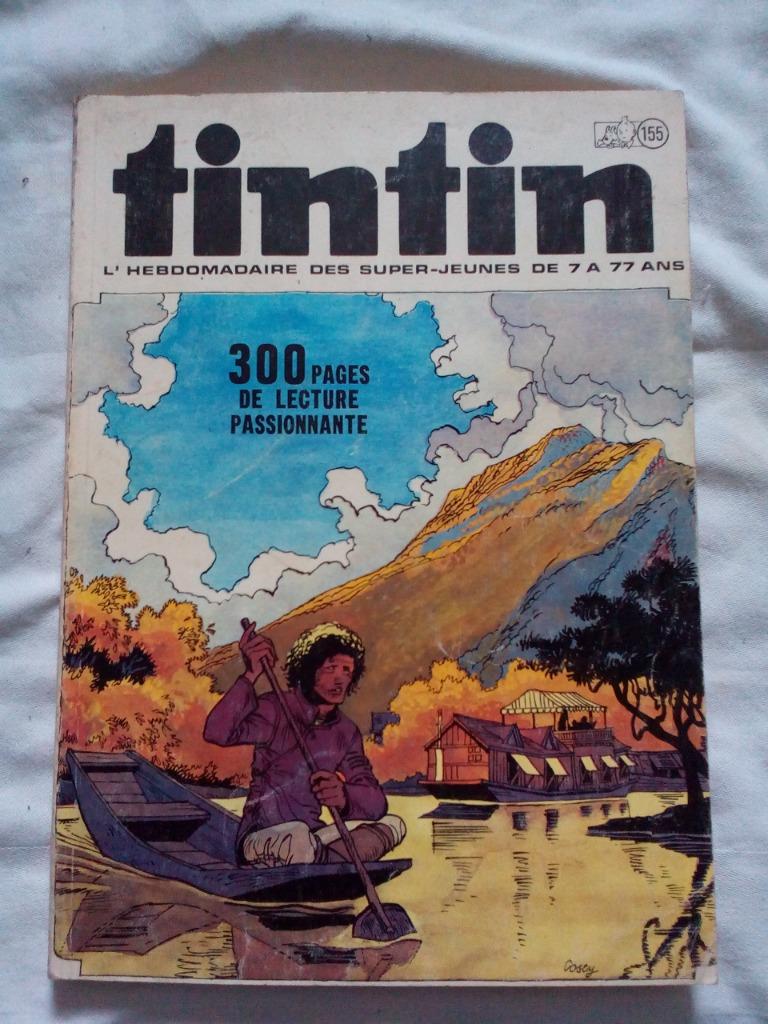 155
tintin
L'HEBDOMADAIRE DES SUPER-JEUNES DE 7 A 77 ANS
300 PAGES
DE LECTURE
PASSIONNANTE
Cosey